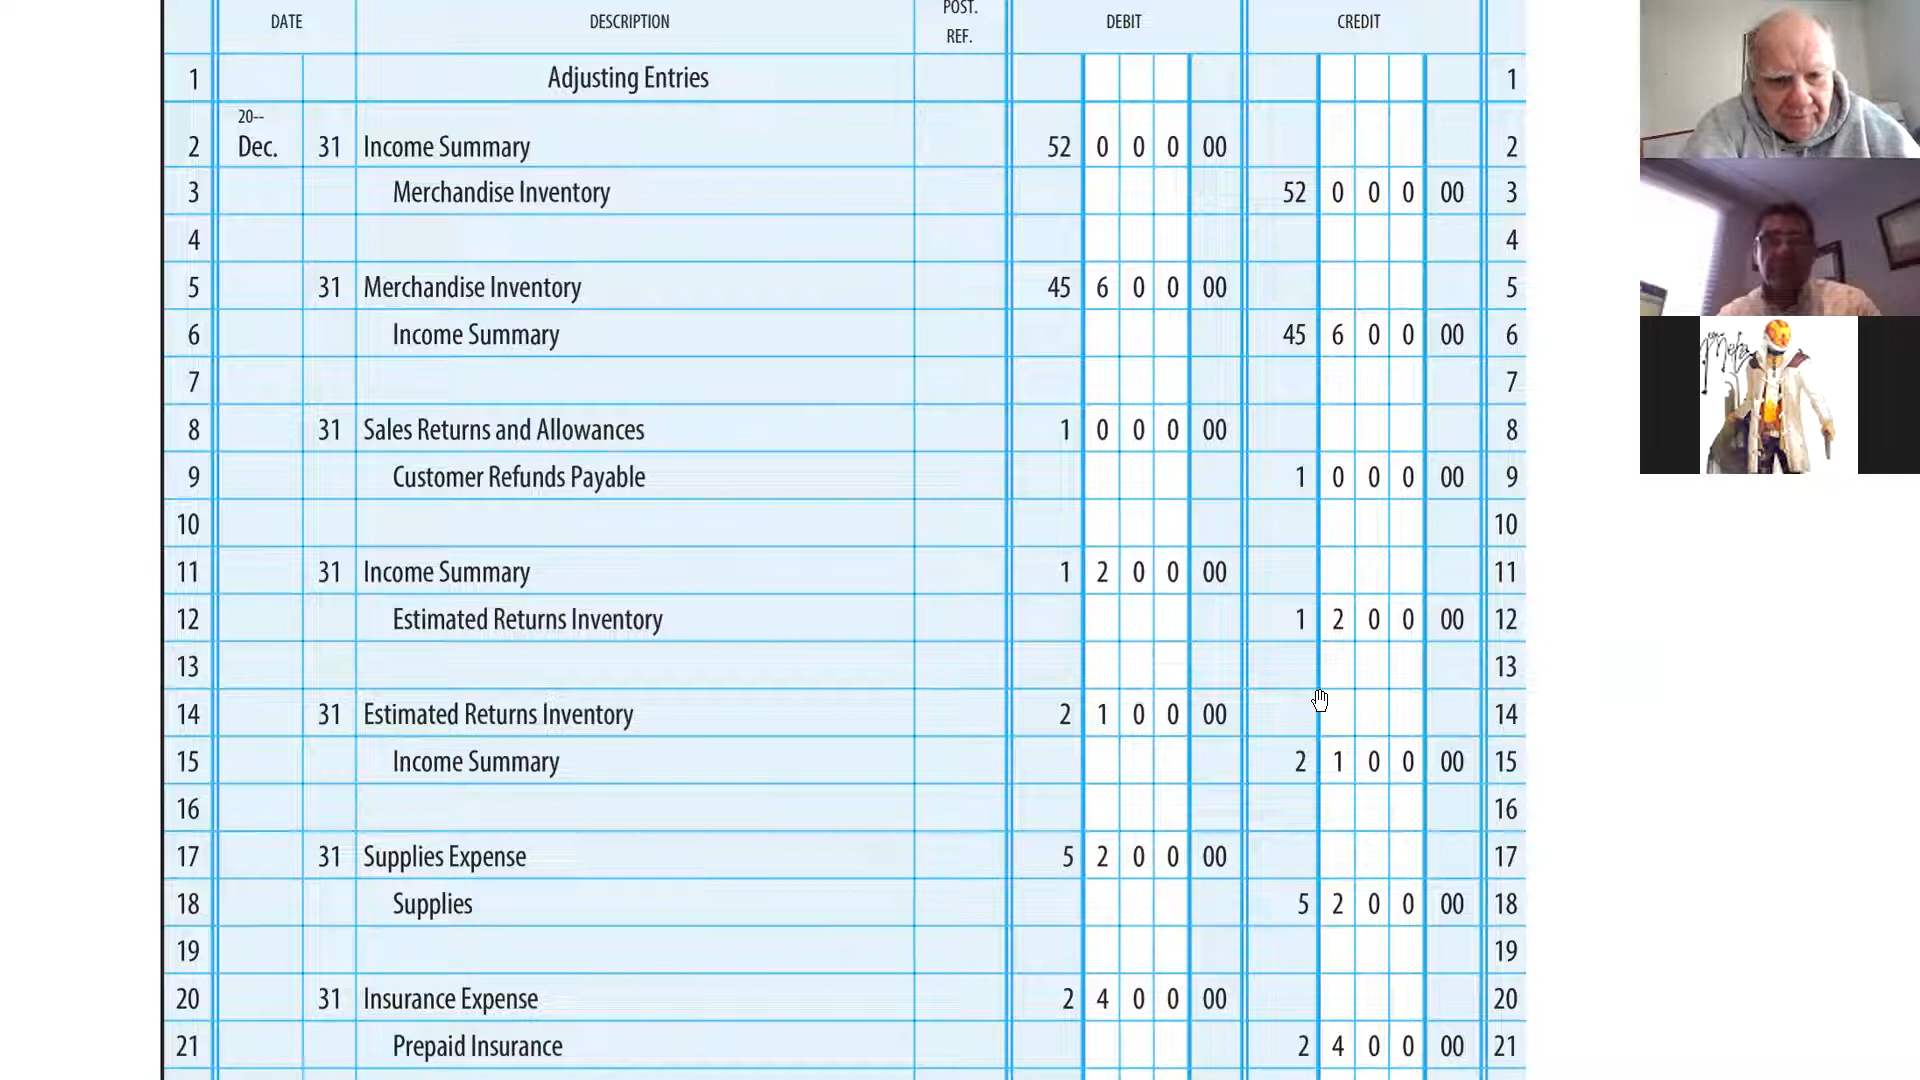 DATE DESCRIPTION POST. REF. DEBIT CREDIT
1 Adjusting Entries 1
20--
2 Dec. 31 Income Summary 52 0 0 0 00 2
3 Merchandise Inventory 52 0 0 0 00 3
4 4
5 31 Merchandise Inventory 45 6 0 0 00 5
6 Income Summary 45 6 0 0 00 6
7 7
8 31 Sales Returns and Allowances 1 0 0 0 00 8
9 Customer Refunds Payable 1 0 0 0 00 9
10 10
11 31 Income Summary 1 2 0 0 00 11
12 Estimated Returns Inventory 1 2 0 0 00 12
13 13
14 31 Estimated Returns Inventory 2 1 0 0 00 14
15 Income Summary 2 1 0 0 00 15
16 16
17 31 Supplies Expense 5 2 0 0 00 17
18 Supplies 5 2 0 0 00 18
19 19
20 31 Insurance Expense 2 4 0 0 00 20
21 Prepaid Insurance 2 4 0 0 00 21